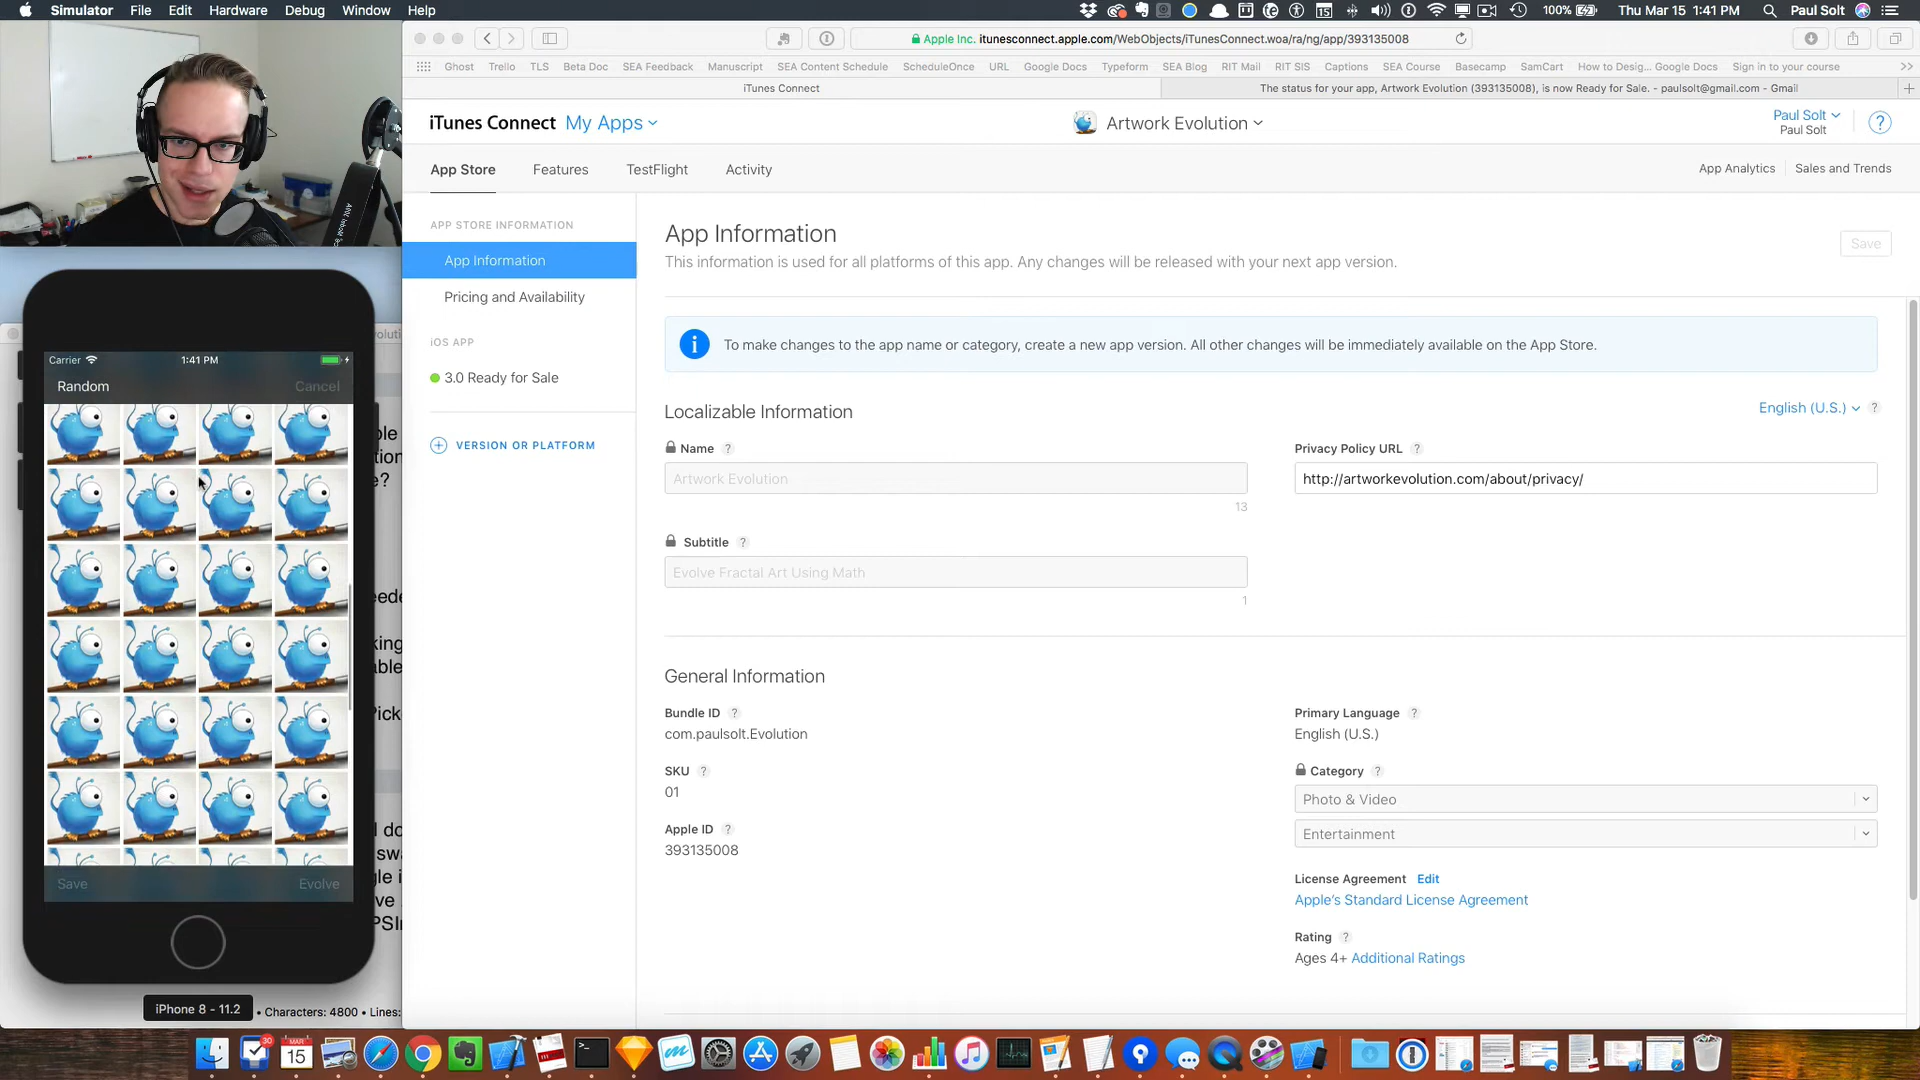 Simulator File Edit Hardware Debug Window Help
15 100% Thu Mar 15 1:41 PM Paul Solt
Apple Inc. itunesconnect.apple.com/WebObjects/iTunesConnect.woa/ra/ng/app/393135008
Ghost Trello TLS Beta Doc SEA Feedback Manuscript SEA Content Schedule ScheduleOnce URL Google Docs Typeform SEA Blog RIT Mail RIT SIS Captions SEA Course Basecamp SamCart How to Desig... Google Docs Sign in to your course >>
iTunes Connect
The status for your app, Artwork Evolution (393135008), is now Ready for Sale. - paulsolt@gmail.com - Gmail
iTunes Connect My Apps
Artwork Evolution
Paul Solt
Paul Solt
?
App Store Features TestFlight Activity
App Analytics Sales and Trends
APP STORE INFORMATION
App Information
Pricing and Availability
iOS APP
3.0 Ready for Sale
VERSION OR PLATFORM
App Information
Save
This information is used for all platforms of this app. Any changes will be released with your next app version.
To make changes to the app name or category, create a new app version. All other changes will be immediately available on the App Store.
Localizable Information
English (U.S.) ?
Name ?
Artwork Evolution
13
Privacy Policy URL ?
http://artworkevolution.com/about/privacy/
Subtitle ?
Evolve Fractal Art Using Math
1
General Information
Bundle ID ?
com.paulsolt.Evolution
SKU ?
01
Apple ID ?
393135008
Primary Language ?
English (U.S.)
Category ?
Photo & Video
Entertainment
License Agreement Edit
Apple's Standard License Agreement
Rating ?
Ages 4+ Additional Ratings
Carrier 1:41 PM
Random Cancel
Save Evolve
iPhone 8 - 11.2
• Characters: 4800 • Lines:
30
MAR
15